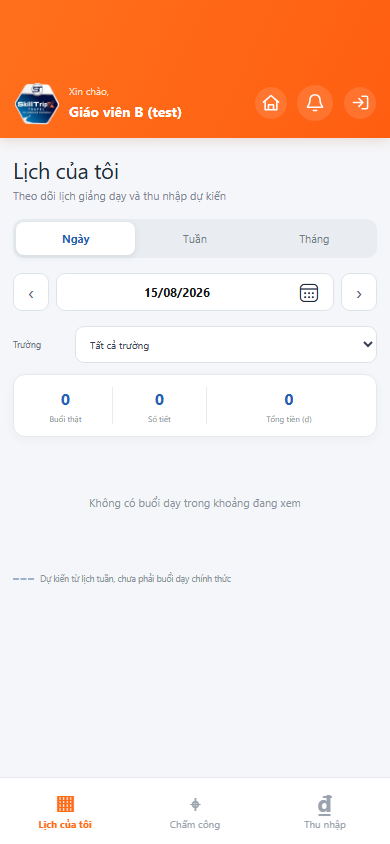 SkillTrip
Xin chào,
Giáo viên B (test)
Lịch của tôi
Theo dõi lịch giảng dạy và thu nhập dự kiến
Ngày Tuần Tháng
‹ 15/08/2026 ›
Trường Tất cả trường
0 0 0
Buổi thật Số tiết Tổng tiền (đ)
Không có buổi dạy trong khoảng đang xem
Dự kiến từ lịch tuần, chưa phải buổi dạy chính thức
đ
Lịch của tôi Chấm công Thu nhập